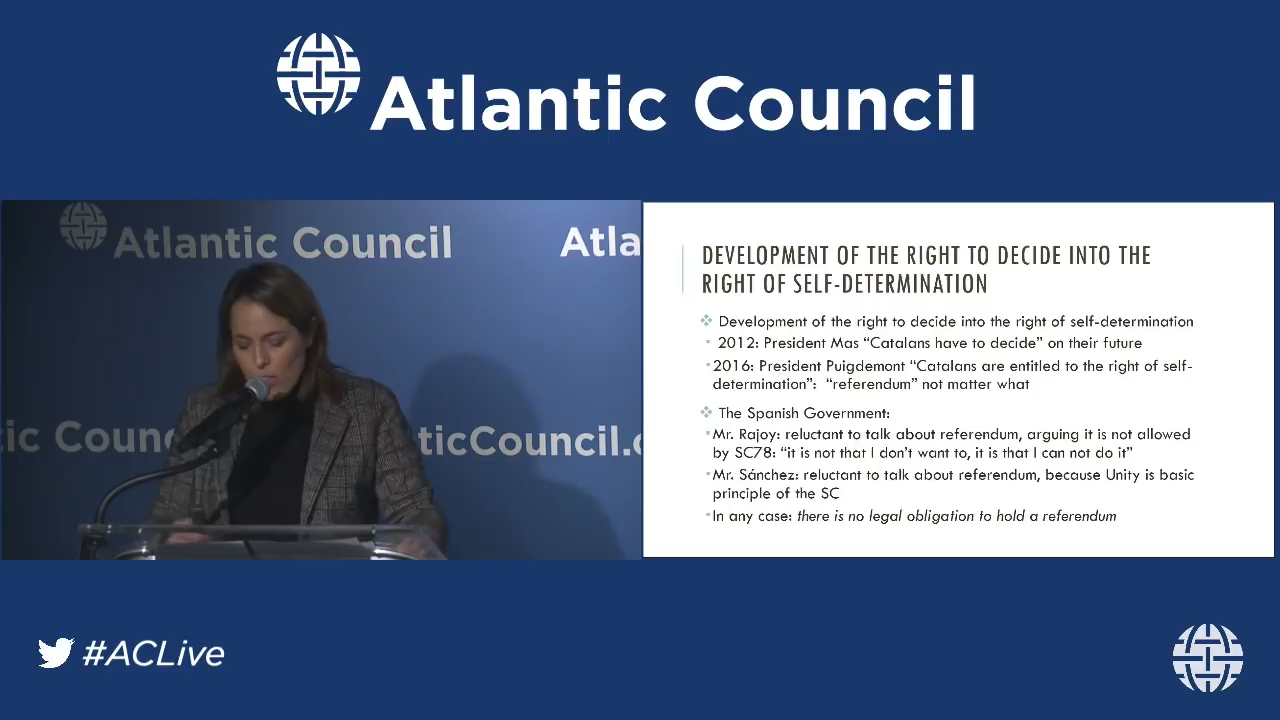 Atlantic Council
Atlantic Council
Atla
tic Counc
ticCouncil.c
DEVELOPMENT OF THE RIGHT TO DECIDE INTO THE
RIGHT OF SELF-DETERMINATION
Development of the right to decide into the right of self-determination
2012: President Mas “Catalans have to decide” on their future
2016: President Puigdemont “Catalans are entitled to the right of self-
determination”: “referendum” not matter what
The Spanish Government:
Mr. Rajoy: reluctant to talk about referendum, arguing it is not allowed
by SC78: “it is not that I don’t want to, it is that I can not do it”
Mr. Sánchez: reluctant to talk about referendum, because Unity is basic
principle of the SC
In any case: there is no legal obligation to hold a referendum
#ACLive